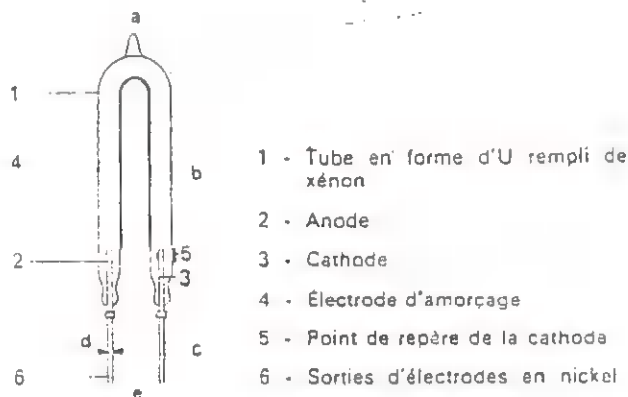 a
1
4
b
2
5
3
d
c
6
e
1 - Tube en forme d'U rempli de
xénon
2 - Anode
3 - Cathode
4 - Électrode d'amorçage
5 - Point de repère de la cathoda
6 - Sorties d'électrodes en nickel